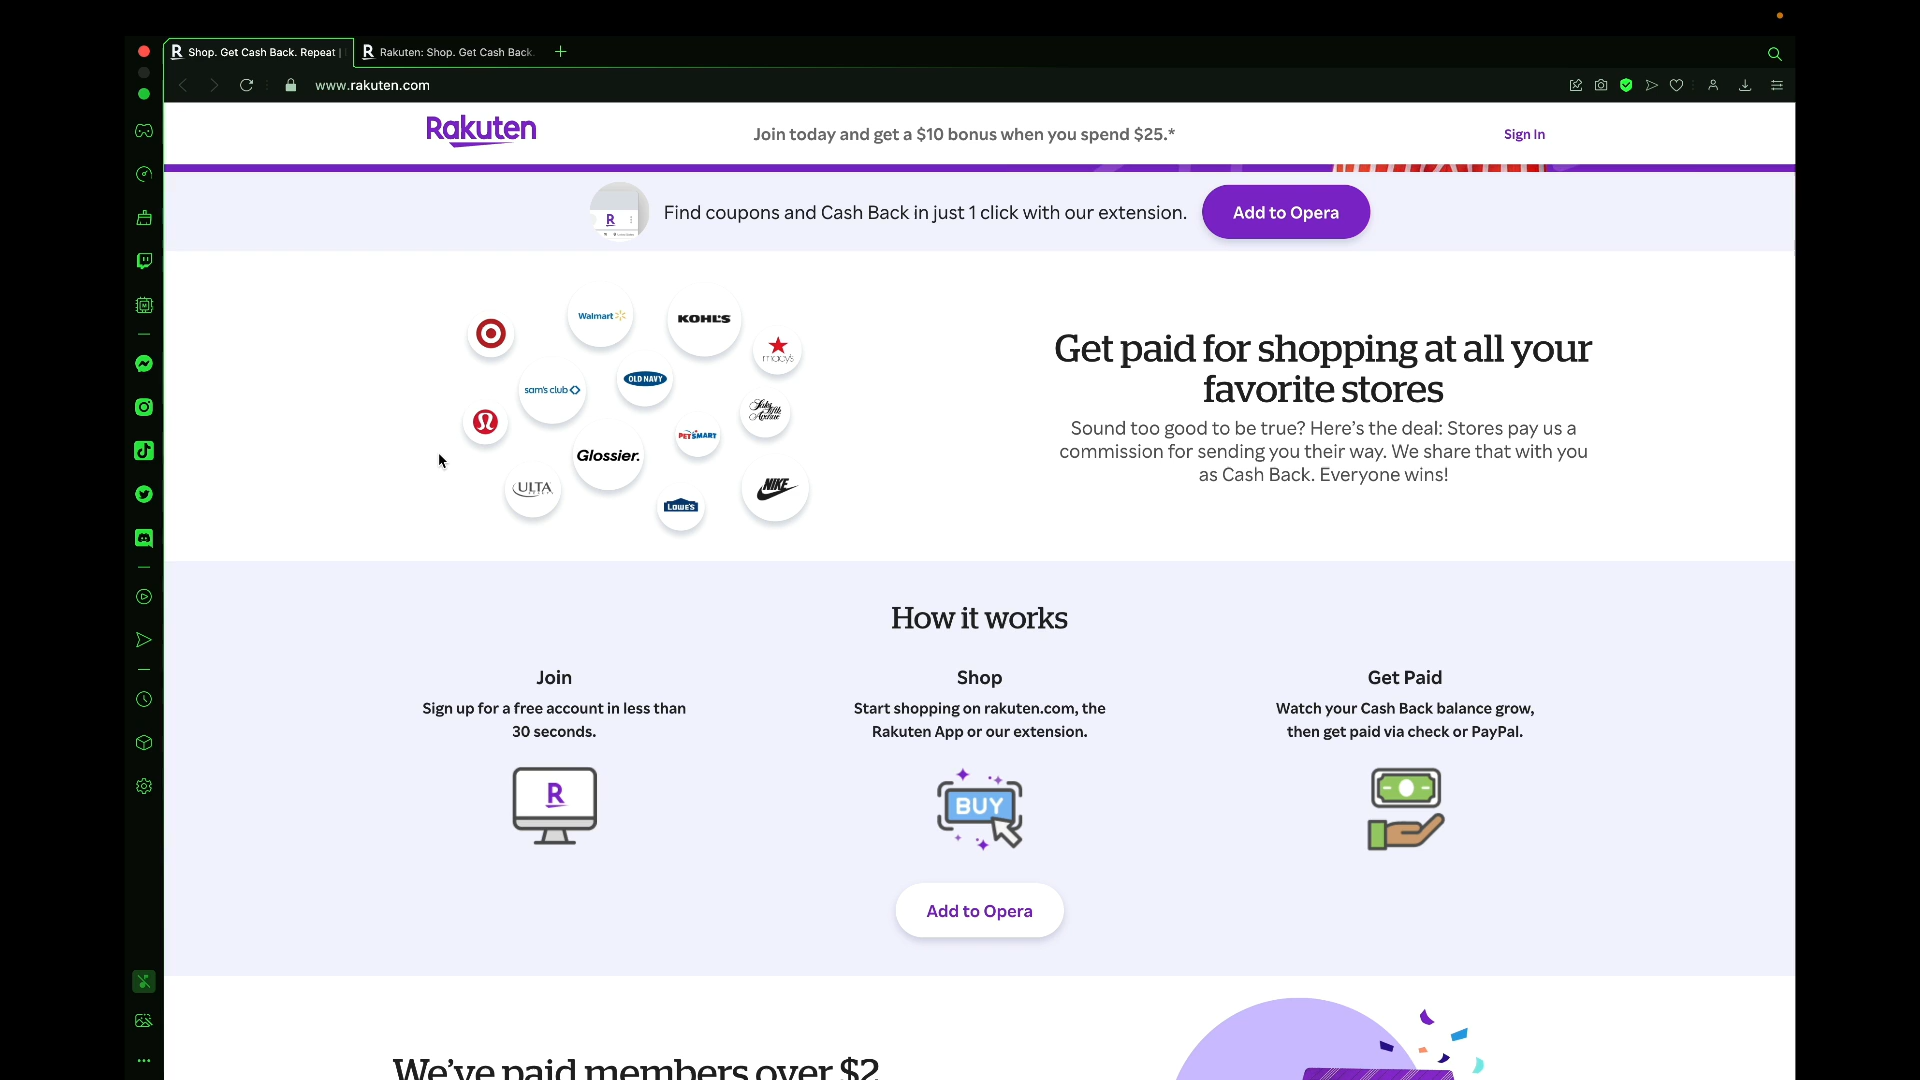 Shop. Get Cash Back. Repeat |
Rakuten: Shop. Get Cash Back.
www.rakuten.com
Rakuten
Join today and get a $10 bonus when you spend $25.*
Sign In
R
Find coupons and Cash Back in just 1 click with our extension.
Add to Opera
Walmart
KOHL'S
macy's
sam's club
OLD NAVY
Saks Fifth Avenue
PETSMART
Glossier.
ULTA
LOWE'S
NIKE
Get paid for shopping at all your
favorite stores
Sound too good to be true? Here's the deal: Stores pay us a
commission for sending you their way. We share that with you
as Cash Back. Everyone wins!
How it works
Join
Sign up for a free account in less than
30 seconds.
R
Shop
Start shopping on rakuten.com, the
Rakuten App or our extension.
BUY
Get Paid
Watch your Cash Back balance grow,
then get paid via check or PayPal.
Add to Opera
We've paid members over $2